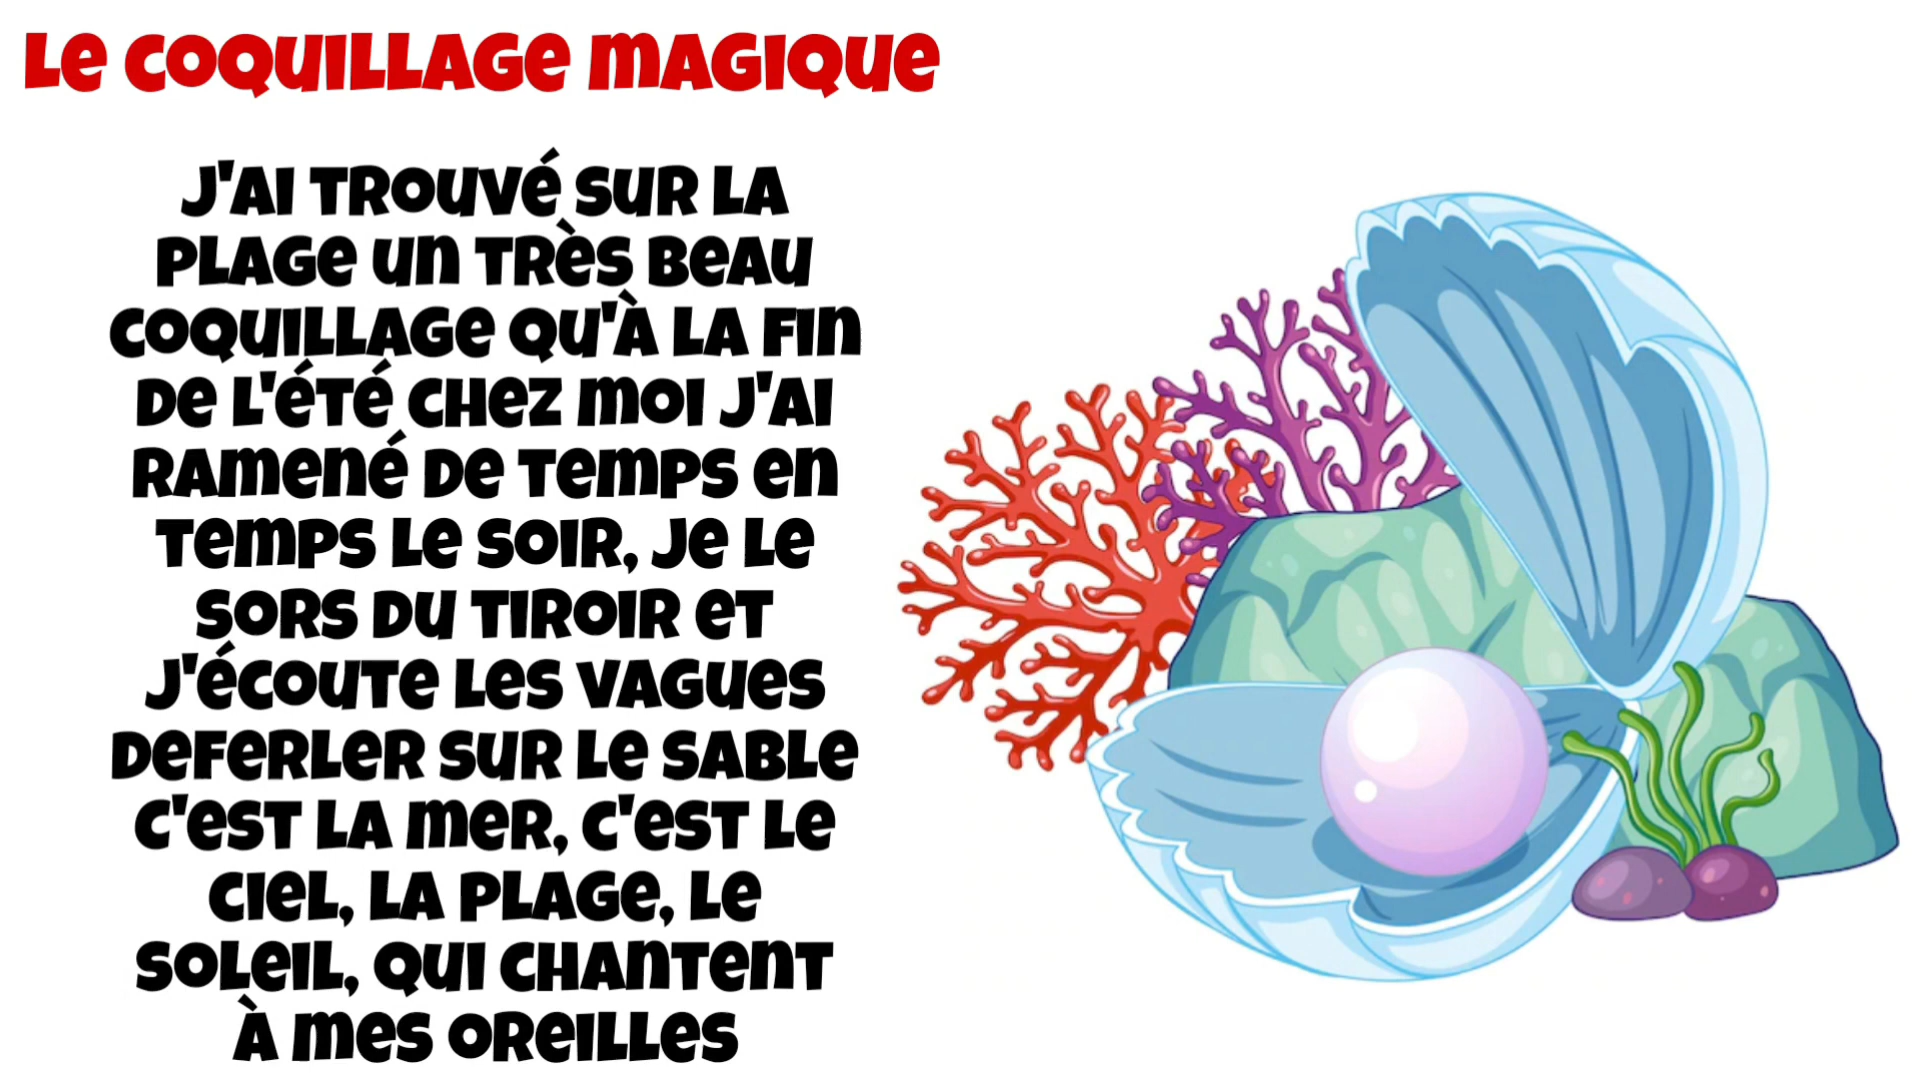 Le coquillage magique
J'ai trouvé sur la
plage un très beau
coquillage qu'à la fin
de l'été chez moi j'ai
ramené de temps en
temps le soir, je le
sors du tiroir et
j'écoute les vagues
deferler sur le sable
c'est la mer, c'est le
ciel, la plage, le
soleil, qui chantent
à mes oreilles